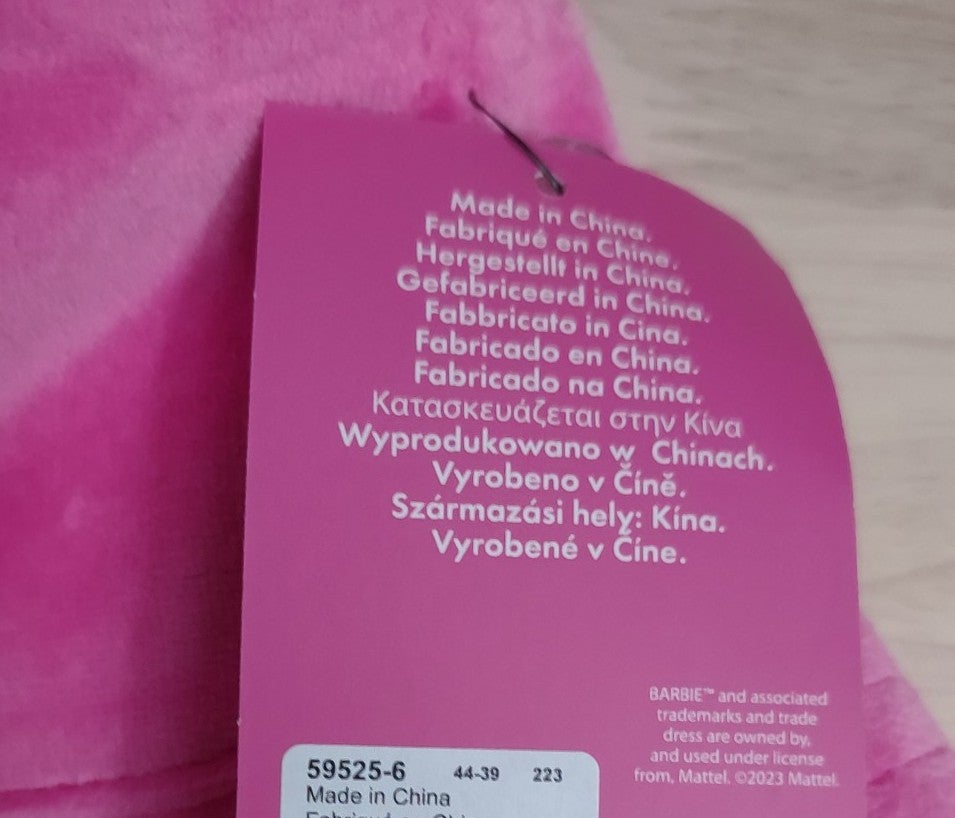 Made in China.
Fabriqué en Chine.
Hergestellt in China.
Gefabriceerd in China.
Fabbricato in Cina.
Fabricado en China.
Fabricado na China.
Κατασκευάζεται στην Κίνα
Wyprodukowano w Chinach.
Vyrobeno v Číně.
Származási hely: Kína.
Vyrobené v Číne.
BARBIE™ and associated
trademarks and trade
dress are owned by,
and used under license
from, Mattel. ©2023 Mattel.
59525-6 44-39 223
Made in China